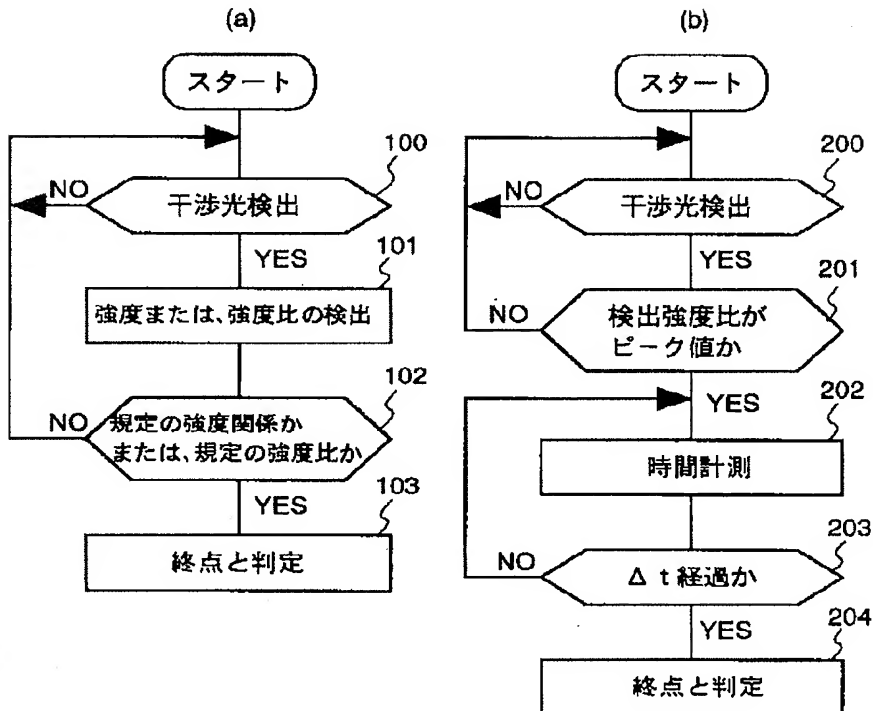 (a)
スタート
100
NO
干渉光検出
YES
101
強度または、強度比の検出
102
NO
規定の強度関係か
または、規定の強度比か
YES
103
終点と判定
(b)
スタート
200
NO
干渉光検出
YES
201
NO
検出強度比が
ピーク値か
YES
202
時間計測
203
NO
Δt経過か
YES
204
終点と判定